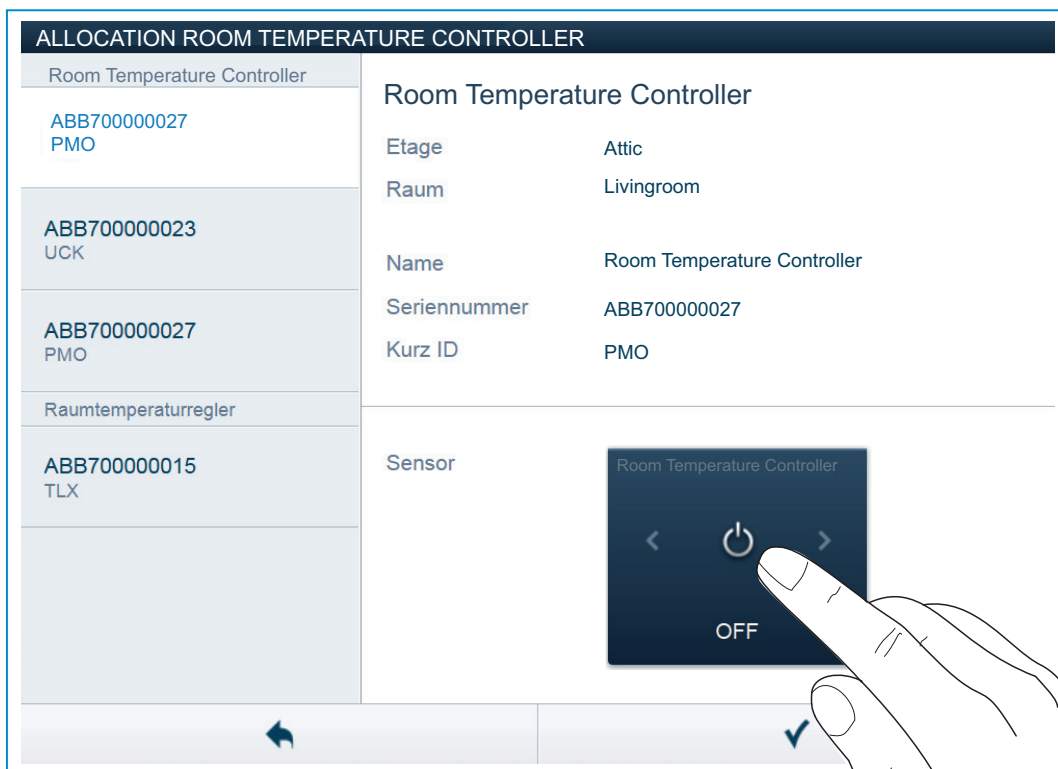 ALLOCATION ROOM TEMPERATURE CONTROLLER
Room Temperature Controller
ABB700000027
PMO
ABB700000023
UCK
ABB700000027
PMO
Raumtemperaturregler
ABB700000015
TLX
Room Temperature Controller
Etage Attic
Raum Livingroom
Name Room Temperature Controller
Seriennummer ABB700000027
Kurz ID PMO
Sensor
Room Temperature Controller
OFF